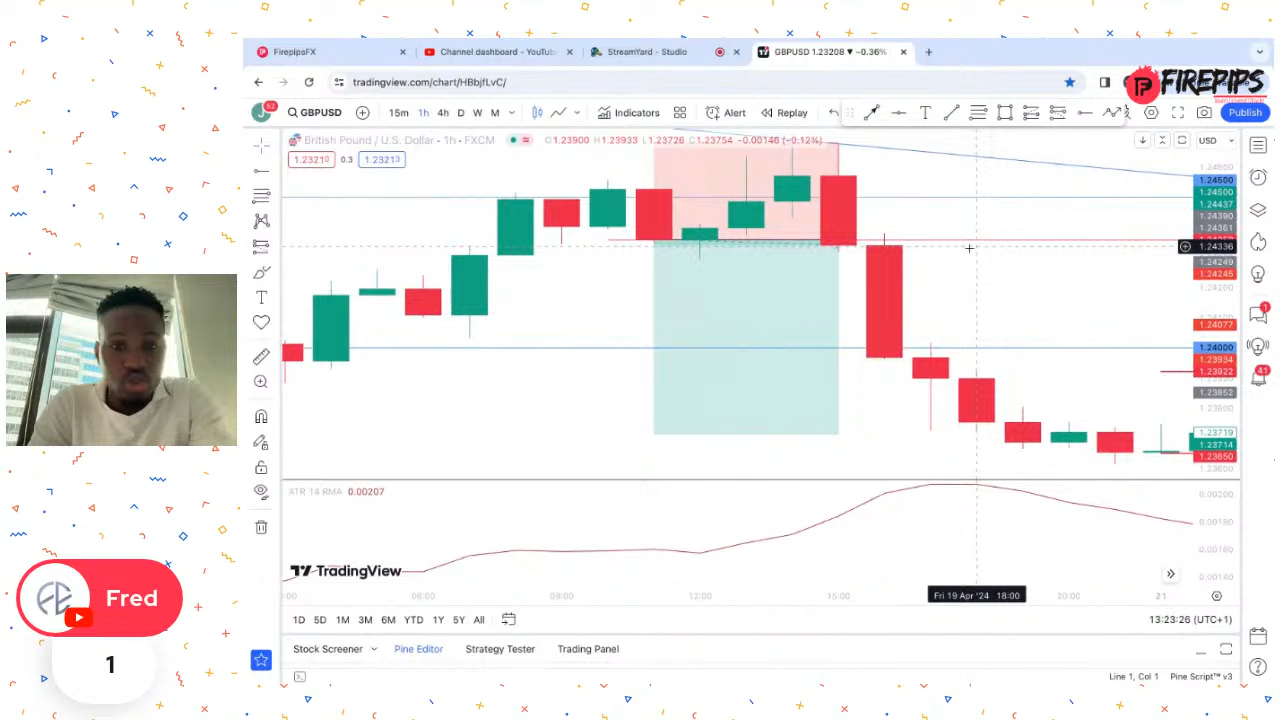 FirepipsFX
Channel dashboard - YouTub
StreamYard - Studio
GBPUSD 1.23208 ▼ −0.36%
tradingview.com/chart/HBbjfLvC/
FIREPIPS
52
GBPUSD
15m 1h 4h D W M
Indicators
Alert
Replay
Publish
British Pound / U.S. Dollar · 1h · FXCM
O1.23900 H1.23933 L1.23726 C1.23754 −0.00146 (−0.12%)
USD
1.23210 0.3 1.23213
1.24600
1.24500
1.24500
1.24437
1.24390
1.24361
1.24336
1.24249
1.24245
1.24200
1.24077
1.24000
1.23934
1.23922
1.23852
1.23800
1.23719
1.23714
1.23650
1.23600
1
41
ATR 14 RMA 0.00207
0.00200
0.00180
0.00160
0.00140
TradingView
06:00
09:00
12:00
15:00
Fri 19 Apr '24 18:00
20:00
21
1D 5D 1M 3M 6M YTD 1Y 5Y All
13:23:26 (UTC+1)
Stock Screener
Pine Editor
Strategy Tester
Trading Panel
Line 1, Col 1 Pine Script™ v3
Fred
1